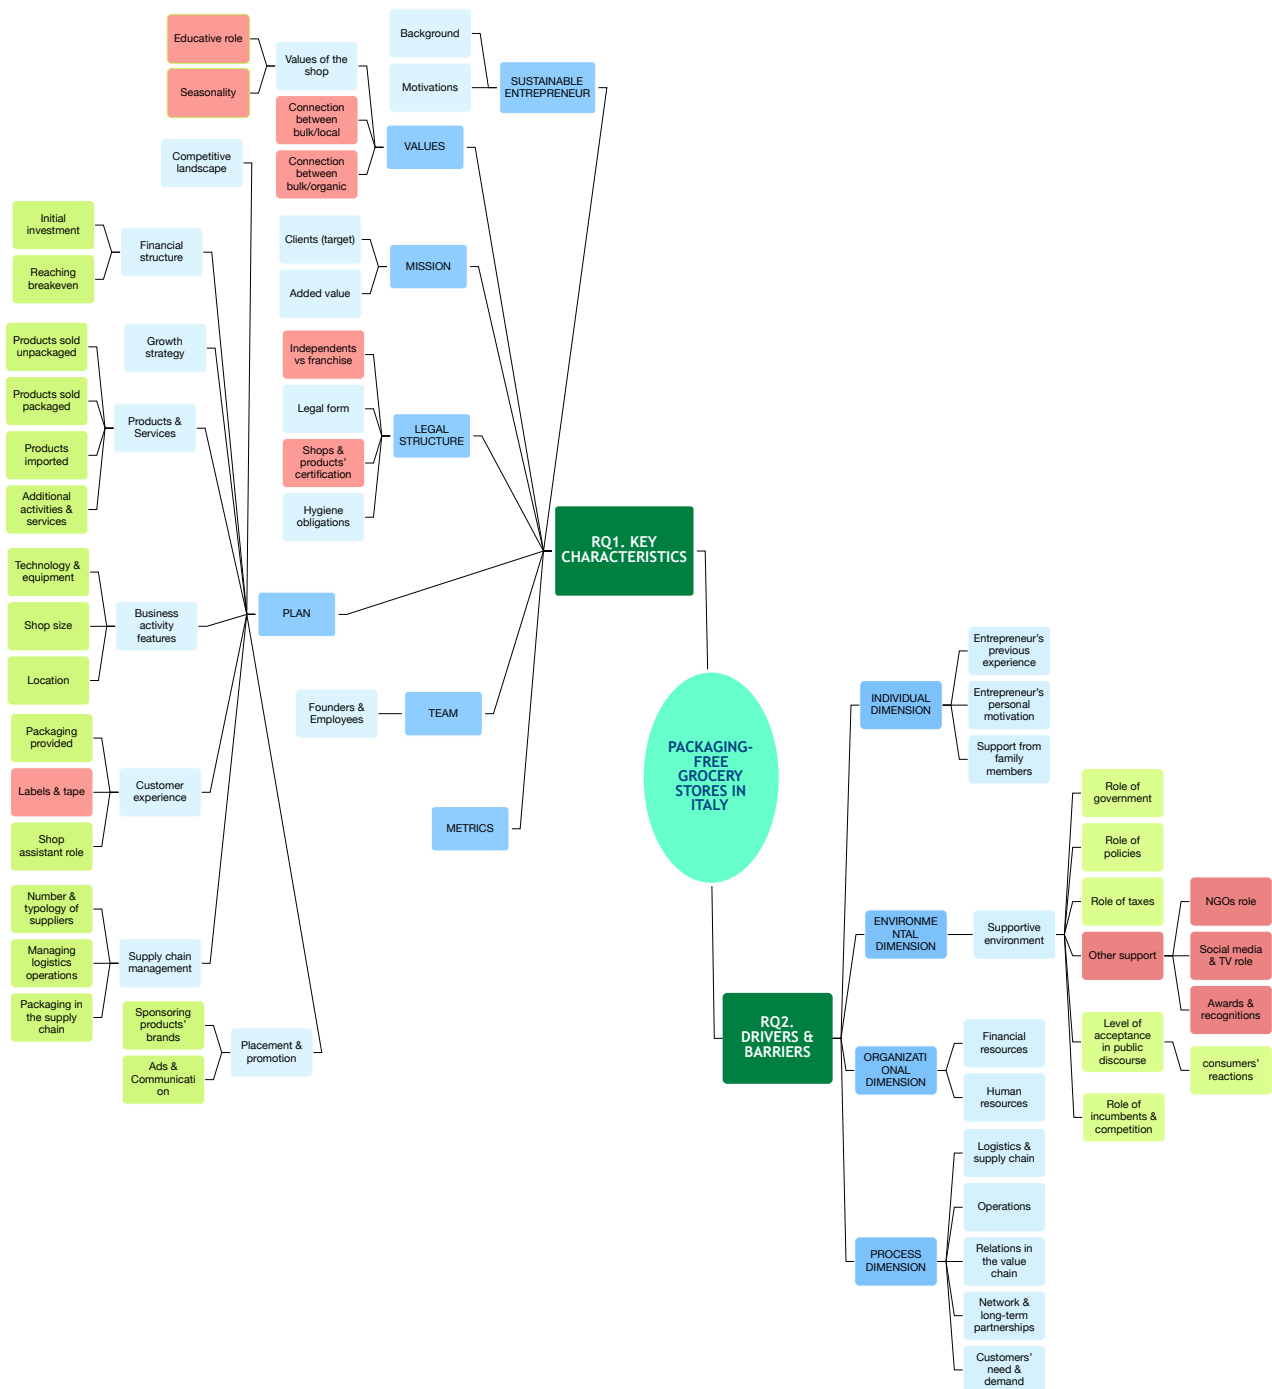 Background
Motivations
SUSTAINABLE
ENTREPRENEUR
Educative role
Seasonality
Values of the
shop
Connection
between
bulk/local
Connection
between
bulk/organic
VALUES
Clients (target)
Added value
MISSION
Independents
vs franchise
Legal form
Shops &
products'
certification
Hygiene
obligations
LEGAL
STRUCTURE
Competitive
landscape
Initial
investment
Reaching
breakeven
Financial
structure
Growth
strategy
Products sold
unpackaged
Products sold
packaged
Products
imported
Additional
activities &
services
Products &
Services
Technology &
equipment
Shop size
Location
Business
activity
features
Packaging
provided
Labels & tape
Shop
assistant role
Customer
experience
Number &
typology of
suppliers
Managing
logistics
operations
Packaging in
the supply
chain
Supply chain
management
Sponsoring
products'
brands
Ads &
Communicati
on
Placement &
promotion
PLAN
Founders &
Employees
TEAM
METRICS
RQ1. KEY
CHARACTERISTICS
PACKAGING-
FREE
GROCERY
STORES IN
ITALY
RQ2.
DRIVERS &
BARRIERS
INDIVIDUAL
DIMENSION
Entrepreneur's
previous
experience
Entrepreneur's
personal
motivation
Support from
family
members
ENVIRONME
NTAL
DIMENSION
Supportive
environment
Role of
government
Role of
policies
Role of taxes
Other support
NGOs role
Social media
& TV role
Awards &
recognitions
Level of
acceptance
in public
discourse
consumers'
reactions
Role of
incumbents &
competition
ORGANIZATI
ONAL
DIMENSION
Financial
resources
Human
resources
PROCESS
DIMENSION
Logistics &
supply chain
Operations
Relations in
the value
chain
Network &
long-term
partnerships
Customers'
need &
demand